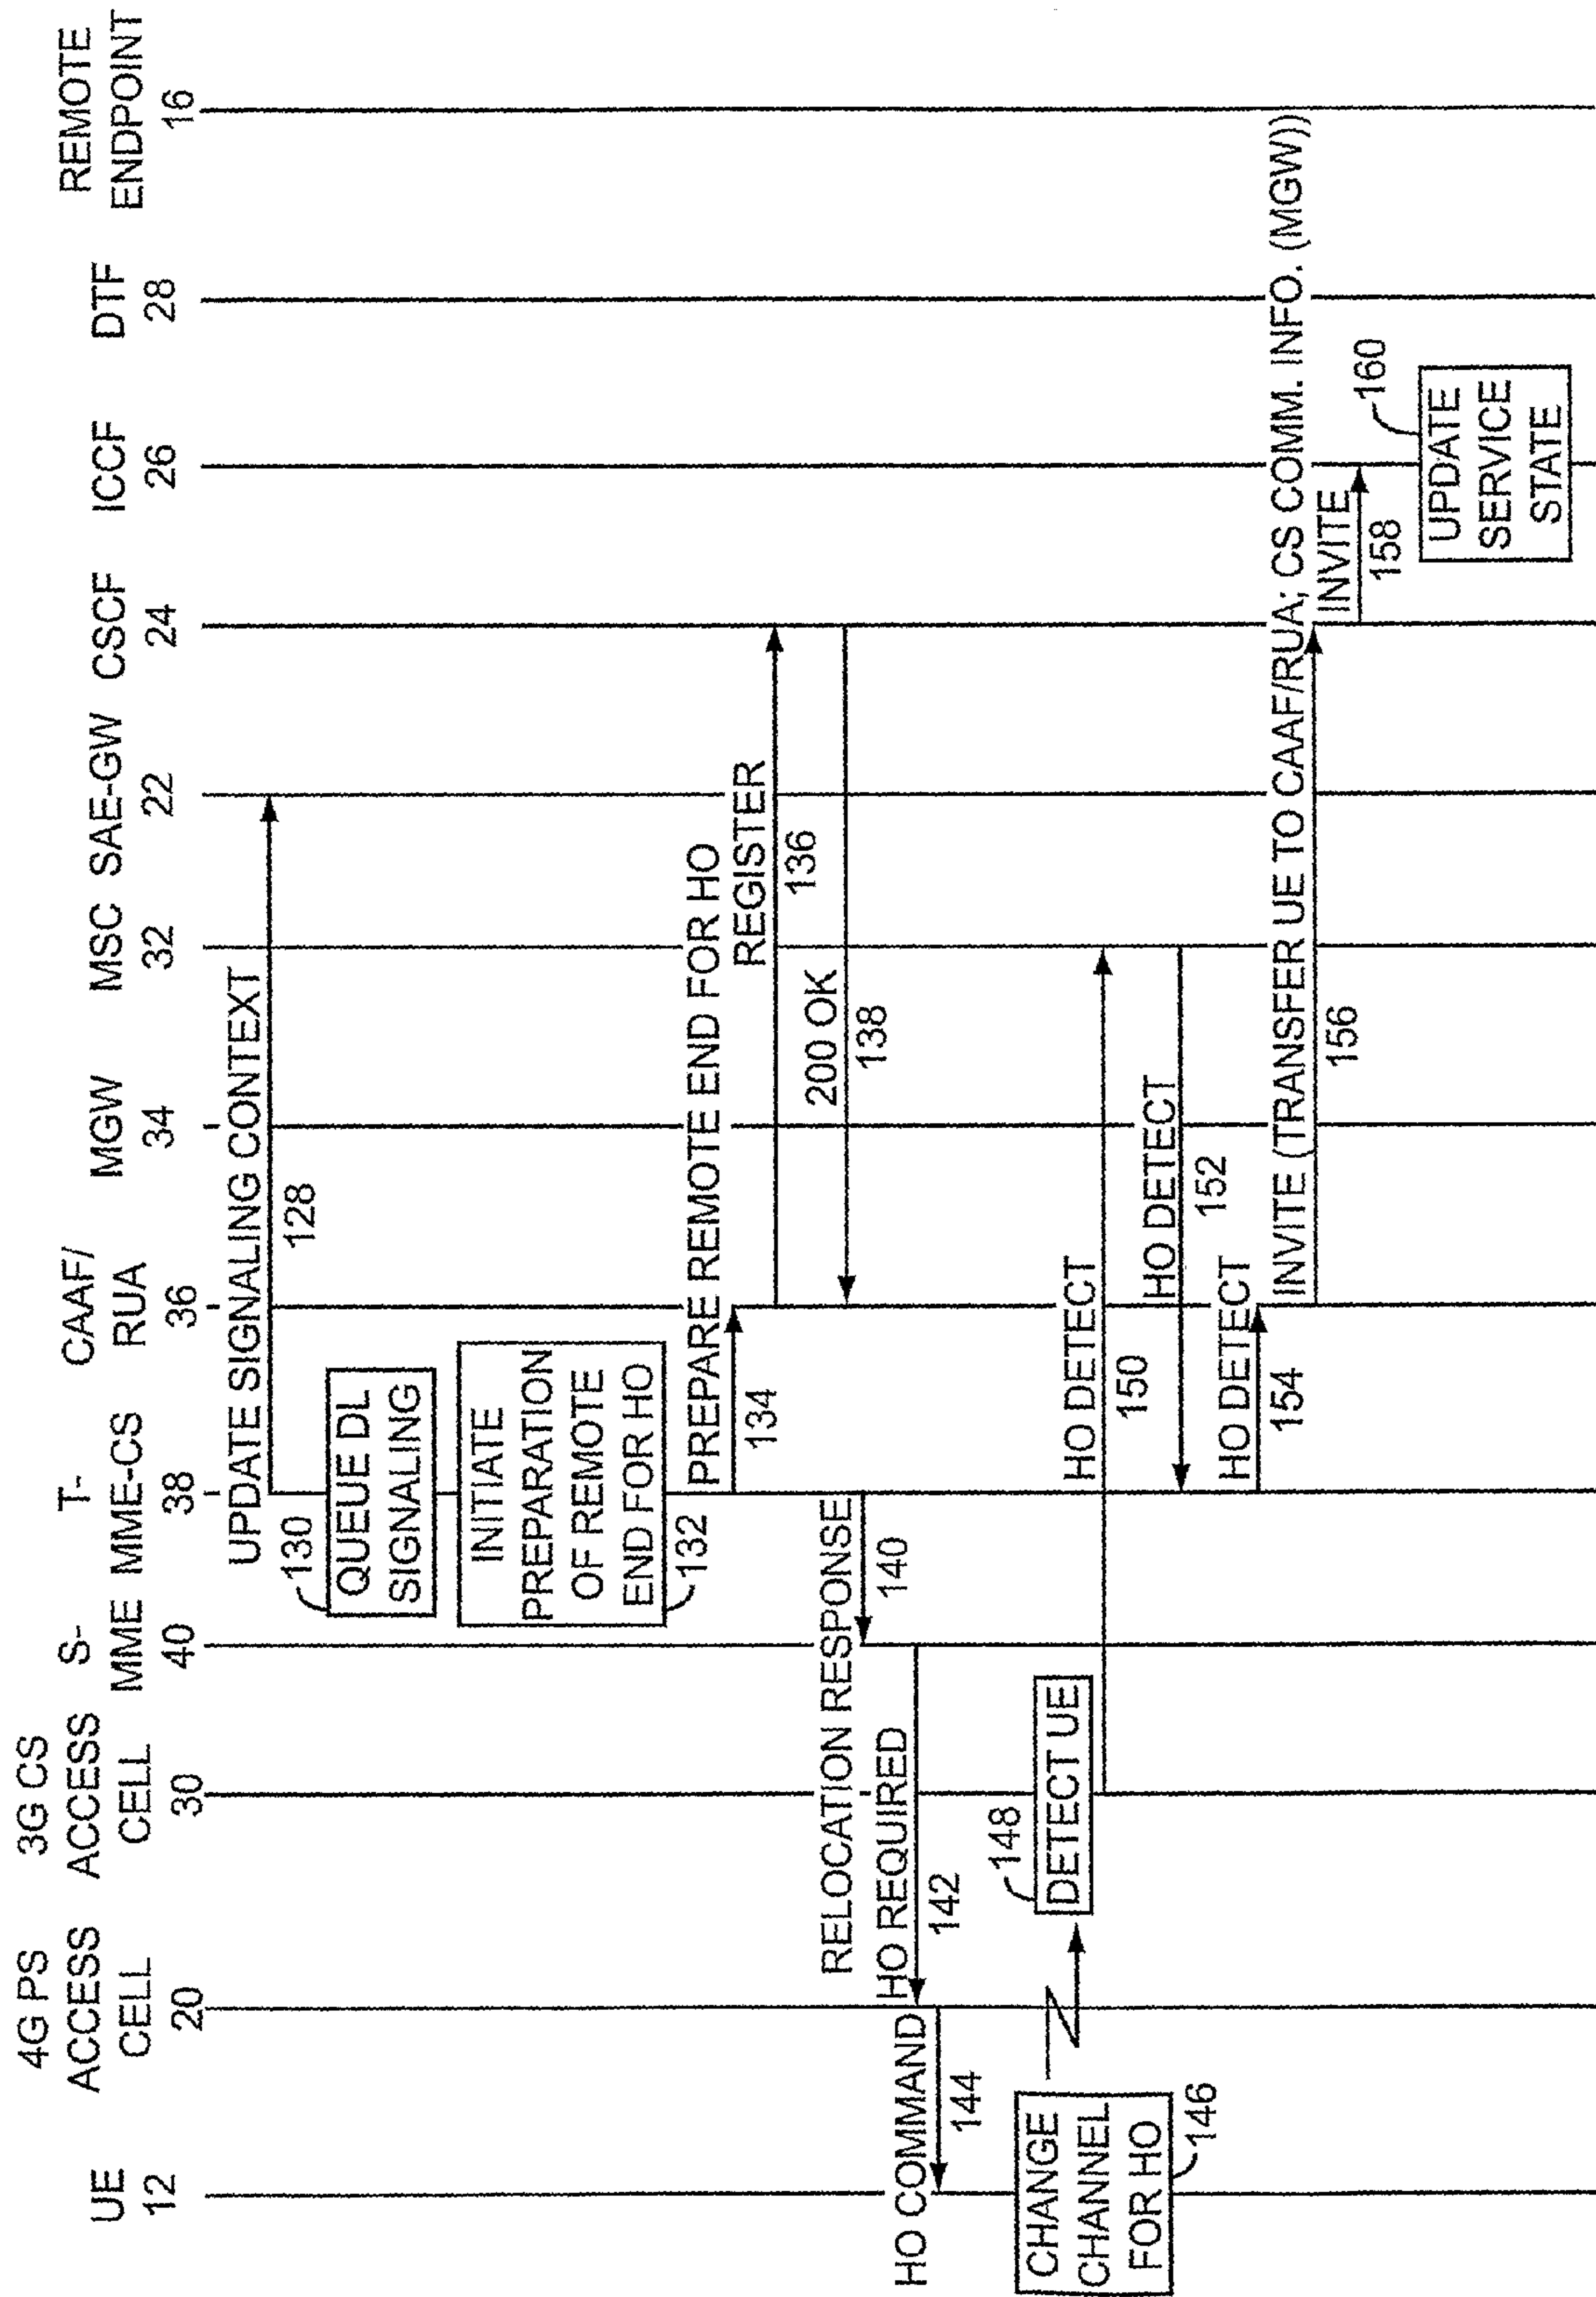 UE
12
4G PS
ACCESS
CELL
20
3G CS
ACCESS
CELL
30
S-
MME
40
T-
MME-CS
38
CAAF/
RUA
36
MGW
34
MSC
32
SAE-GW
22
CSCF
24
ICCF
26
DTF
28
REMOTE
ENDPOINT
16
UPDATE SIGNALING CONTEXT
128
130
QUEUE DL
SIGNALING
INITIATE
PREPARATION
OF REMOTE
END FOR HO
132
PREPARE REMOTE END FOR HO
134
REGISTER
136
200 OK
138
RELOCATION RESPONSE
140
HO REQUIRED
142
HO COMMAND
144
CHANGE
CHANNEL
FOR HO
146
148
DETECT UE
HO DETECT
150
HO DETECT
152
HO DETECT
154
INVITE (TRANSFER UE TO CAAF/RUA; CS COMM. INFO. (MGW))
156
INVITE
158
160
UPDATE
SERVICE
STATE